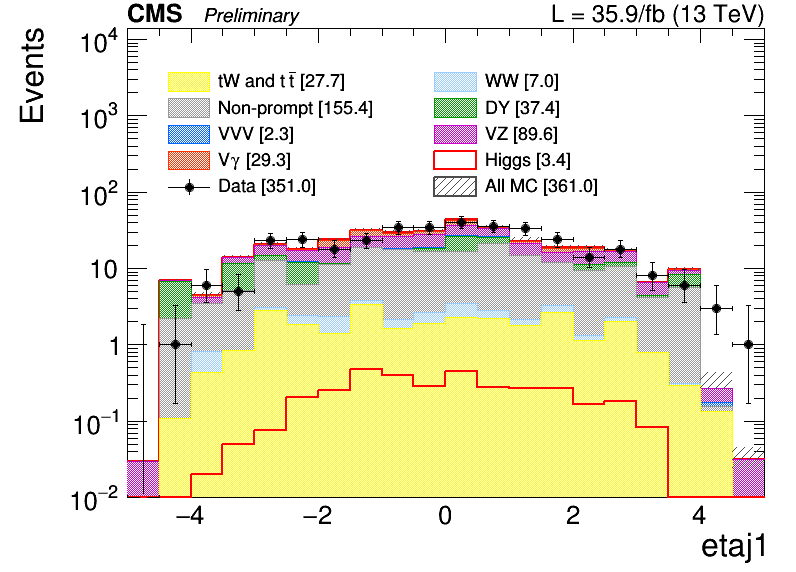 CMS Preliminary L = 35.9/fb (13 TeV)
Events
10⁴
10³
10²
10
1
10⁻¹
10⁻²
tW and tt̅ [27.7]
WW [7.0]
Non-prompt [155.4]
DY [37.4]
VVV [2.3]
VZ [89.6]
Vγ [29.3]
Higgs [3.4]
Data [351.0]
All MC [361.0]
−4 −2 0 2 4
etaj1